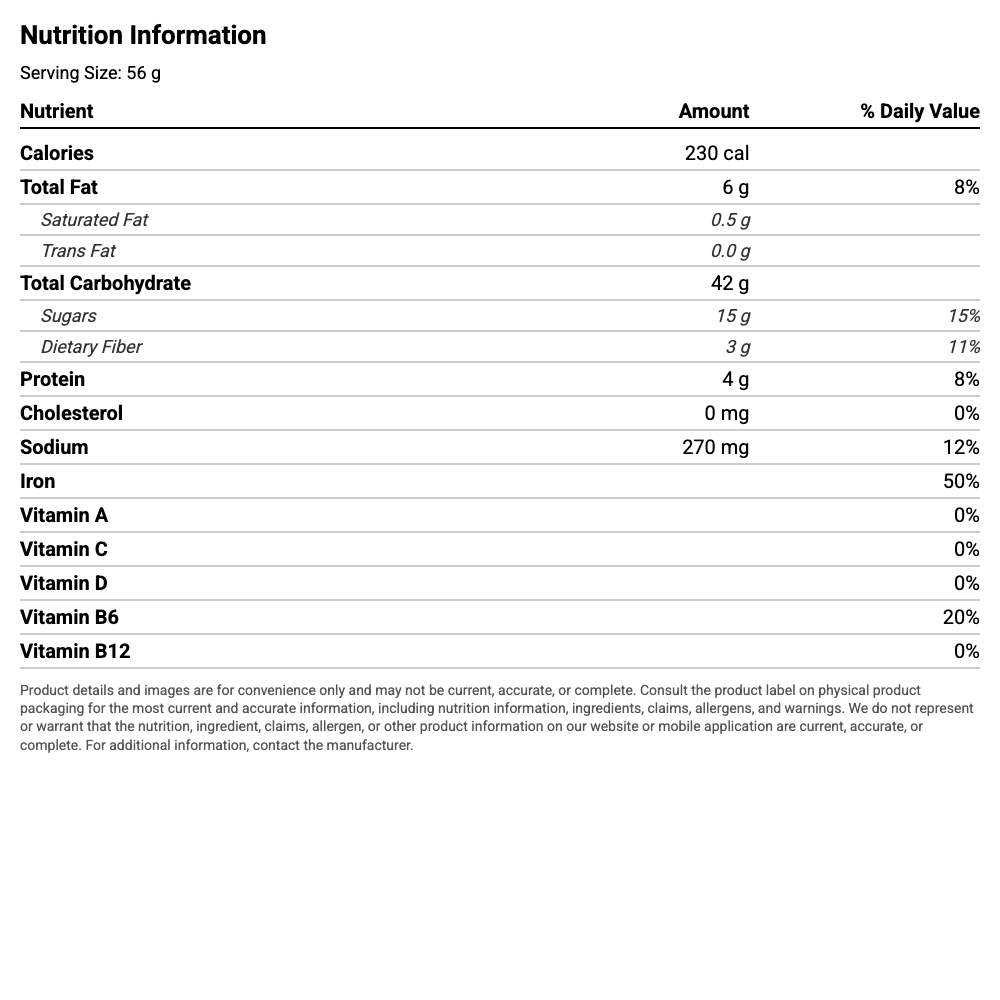 Nutrition Information
Serving Size: 56 g
Nutrient Amount % Daily Value
Calories 230 cal
Total Fat 6 g 8%
Saturated Fat 0.5 g
Trans Fat 0.0 g
Total Carbohydrate 42 g
Sugars 15 g 15%
Dietary Fiber 3 g 11%
Protein 4 g 8%
Cholesterol 0 mg 0%
Sodium 270 mg 12%
Iron 50%
Vitamin A 0%
Vitamin C 0%
Vitamin D 0%
Vitamin B6 20%
Vitamin B12 0%
Product details and images are for convenience only and may not be current, accurate, or complete. Consult the product label on physical product
packaging for the most current and accurate information, including nutrition information, ingredients, claims, allergens, and warnings. We do not represent
or warrant that the nutrition, ingredient, claims, allergen, or other product information on our website or mobile application are current, accurate, or
complete. For additional information, contact the manufacturer.